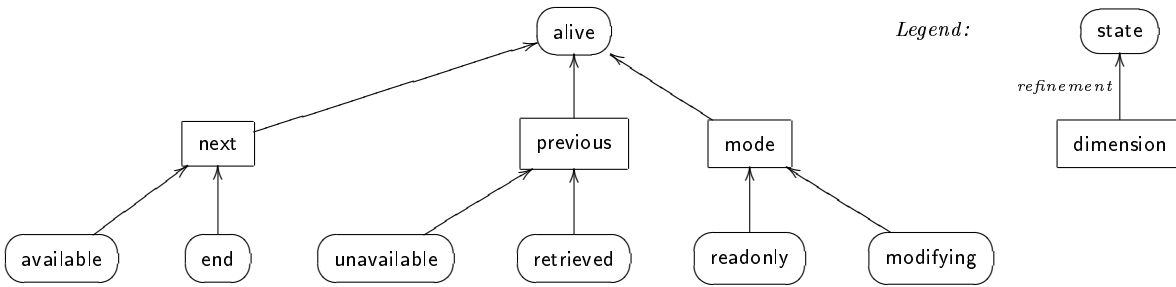 alive
Legend:
state
refinement
next
previous
mode
dimension
available
end
unavailable
retrieved
readonly
modifying